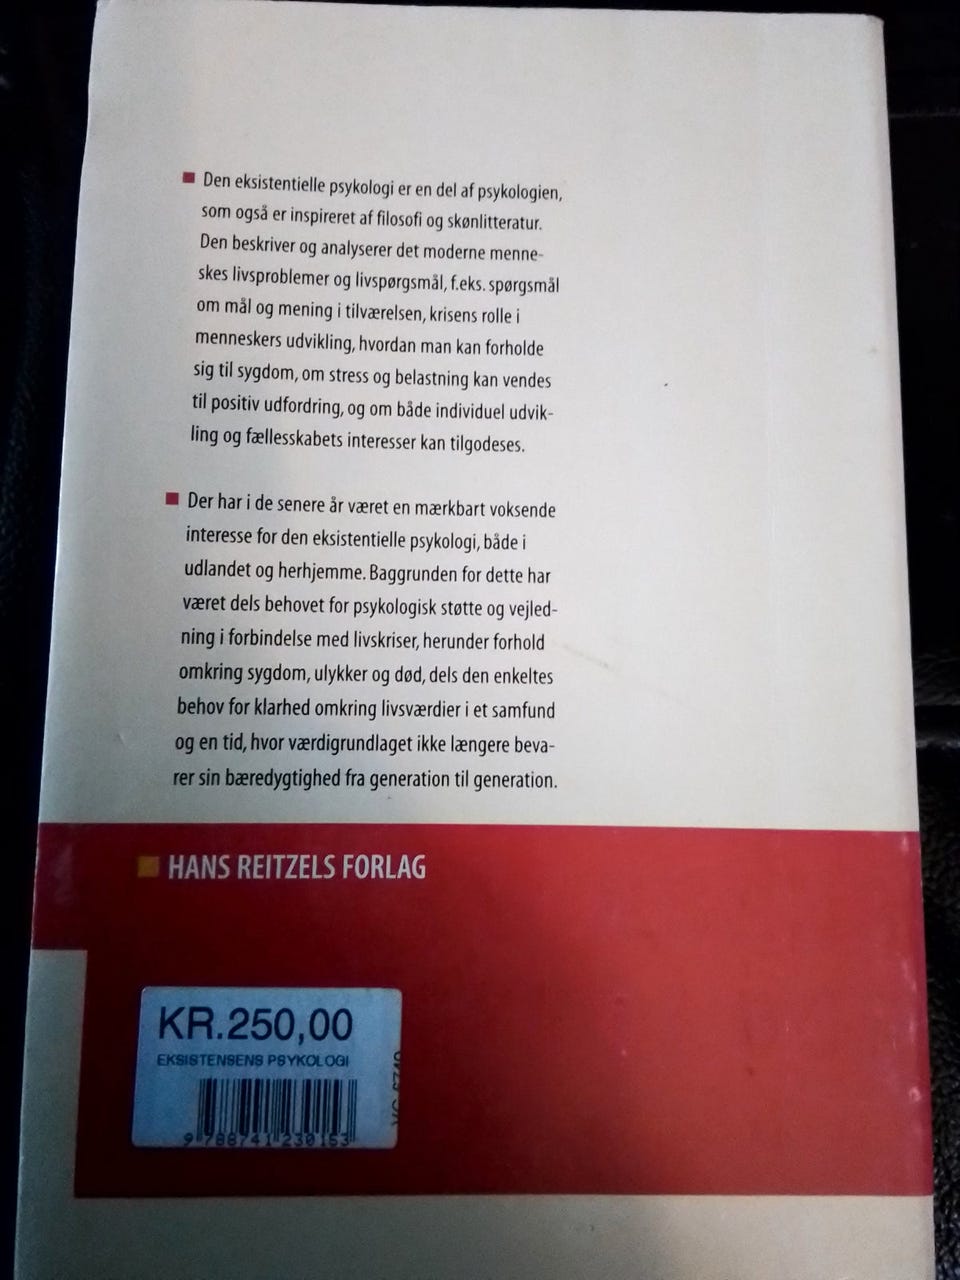 Den eksistentielle psykologi er en del af psykologien,
som også er inspireret af filosofi og skønlitteratur.
Den beskriver og analyserer det moderne menne-
skes livsproblemer og livspørgsmål, f.eks. spørgsmål
om mål og mening i tilværelsen, krisens rolle i
menneskers udvikling, hvordan man kan forholde
sig til sygdom, om stress og belastning kan vendes
til positiv udfordring, og om både individuel udvik-
ling og fællesskabets interesser kan tilgodeses.
Der har i de senere år været en mærkbart voksende
interesse for den eksistentielle psykologi, både i
udlandet og herhjemme. Baggrunden for dette har
været dels behovet for psykologisk støtte og vejled-
ning i forbindelse med livskriser, herunder forhold
omkring sygdom, ulykker og død, dels den enkeltes
behov for klarhed omkring livsværdier i et samfund
og en tid, hvor værdigrundlaget ikke længere beva-
rer sin bæredygtighed fra generation til generation.
HANS REITZELS FORLAG
KR.250,00
EKSISTENSENS PSYKOLOGI
9 788741 230153